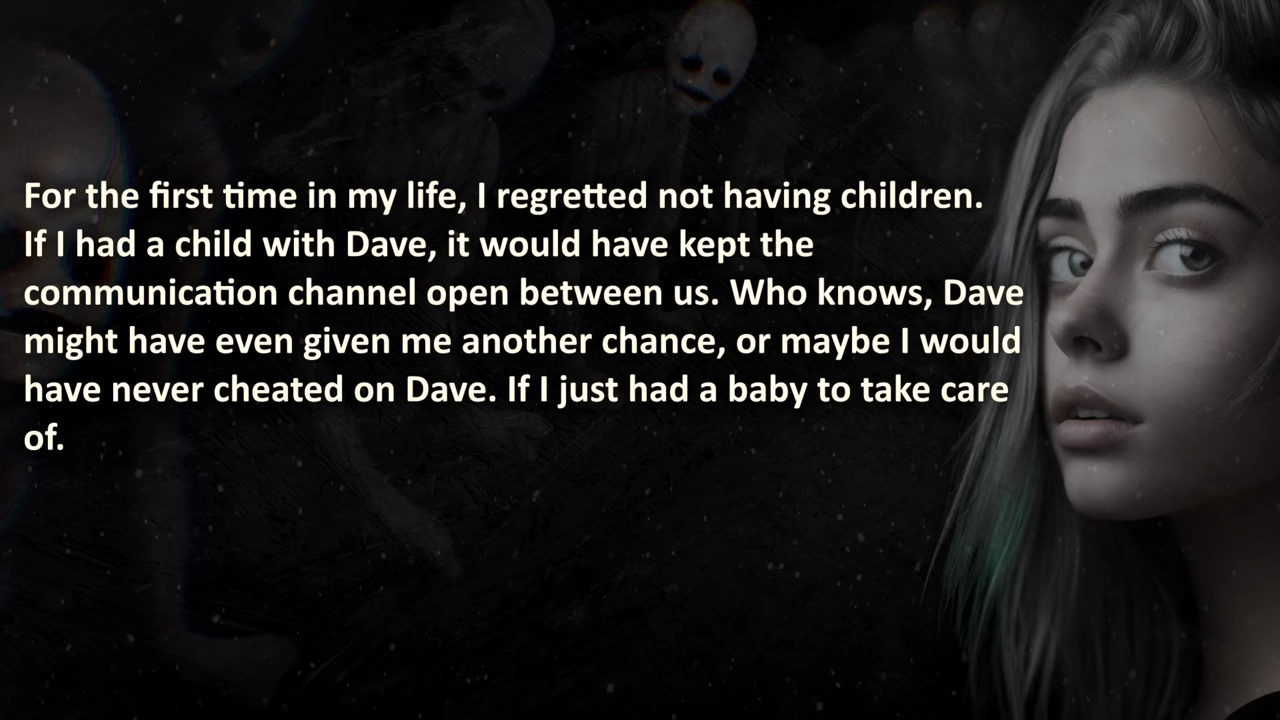 For the first time in my life, I regretted not having children.
If I had a child with Dave, it would have kept the
communication channel open between us. Who knows, Dave
might have even given me another chance, or maybe I would
have never cheated on Dave. If I just had a baby to take care
of.